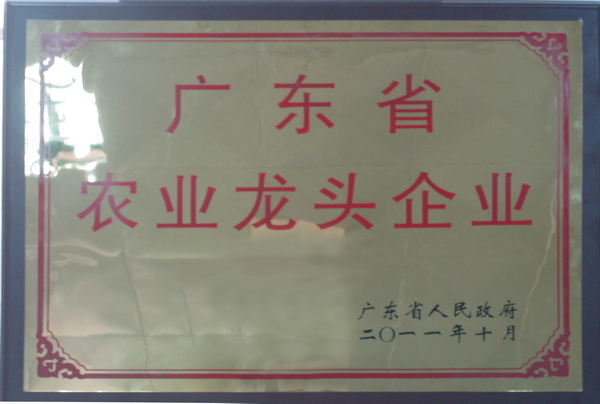 广东省
农业龙头企业
广东省人民政府
二〇一一年十月